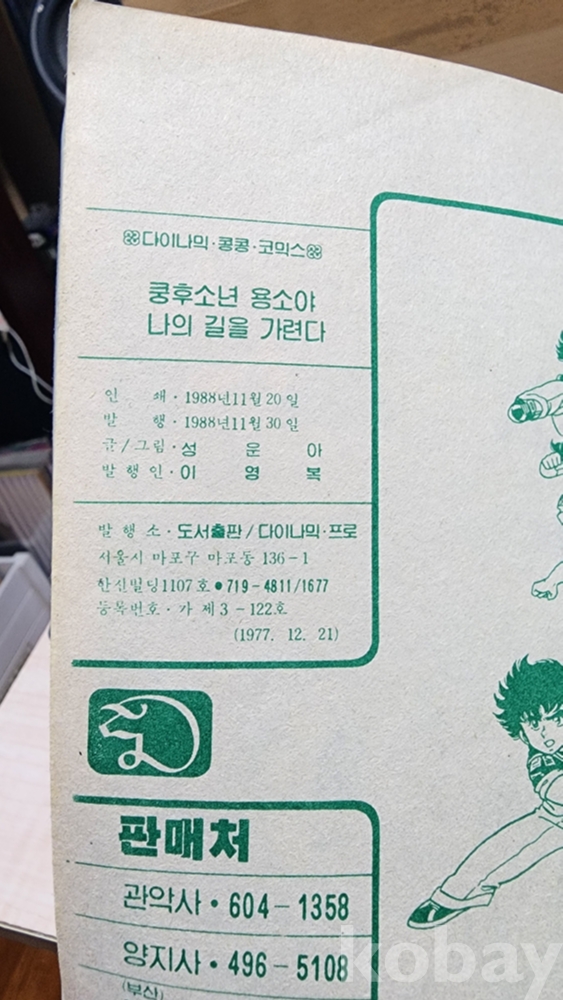 다이나믹·콩콩·코믹스
쿵후소년 용소야
나의 길을 가련다
인 쇄·1988년11월 20일
발 행·1988년11월 30일
글/그림·성 운 아
발행인·이 영 복
발 행 소·도서출판/다이나믹·프로
서울시 마포구 마포동 136-1
한신빌딩1107호●719-4811/1677
등록번호·가 제3-122호
(1977. 12. 21)
판매처
관악사·604-1358
양지사·496-5108
(부산)
kobay